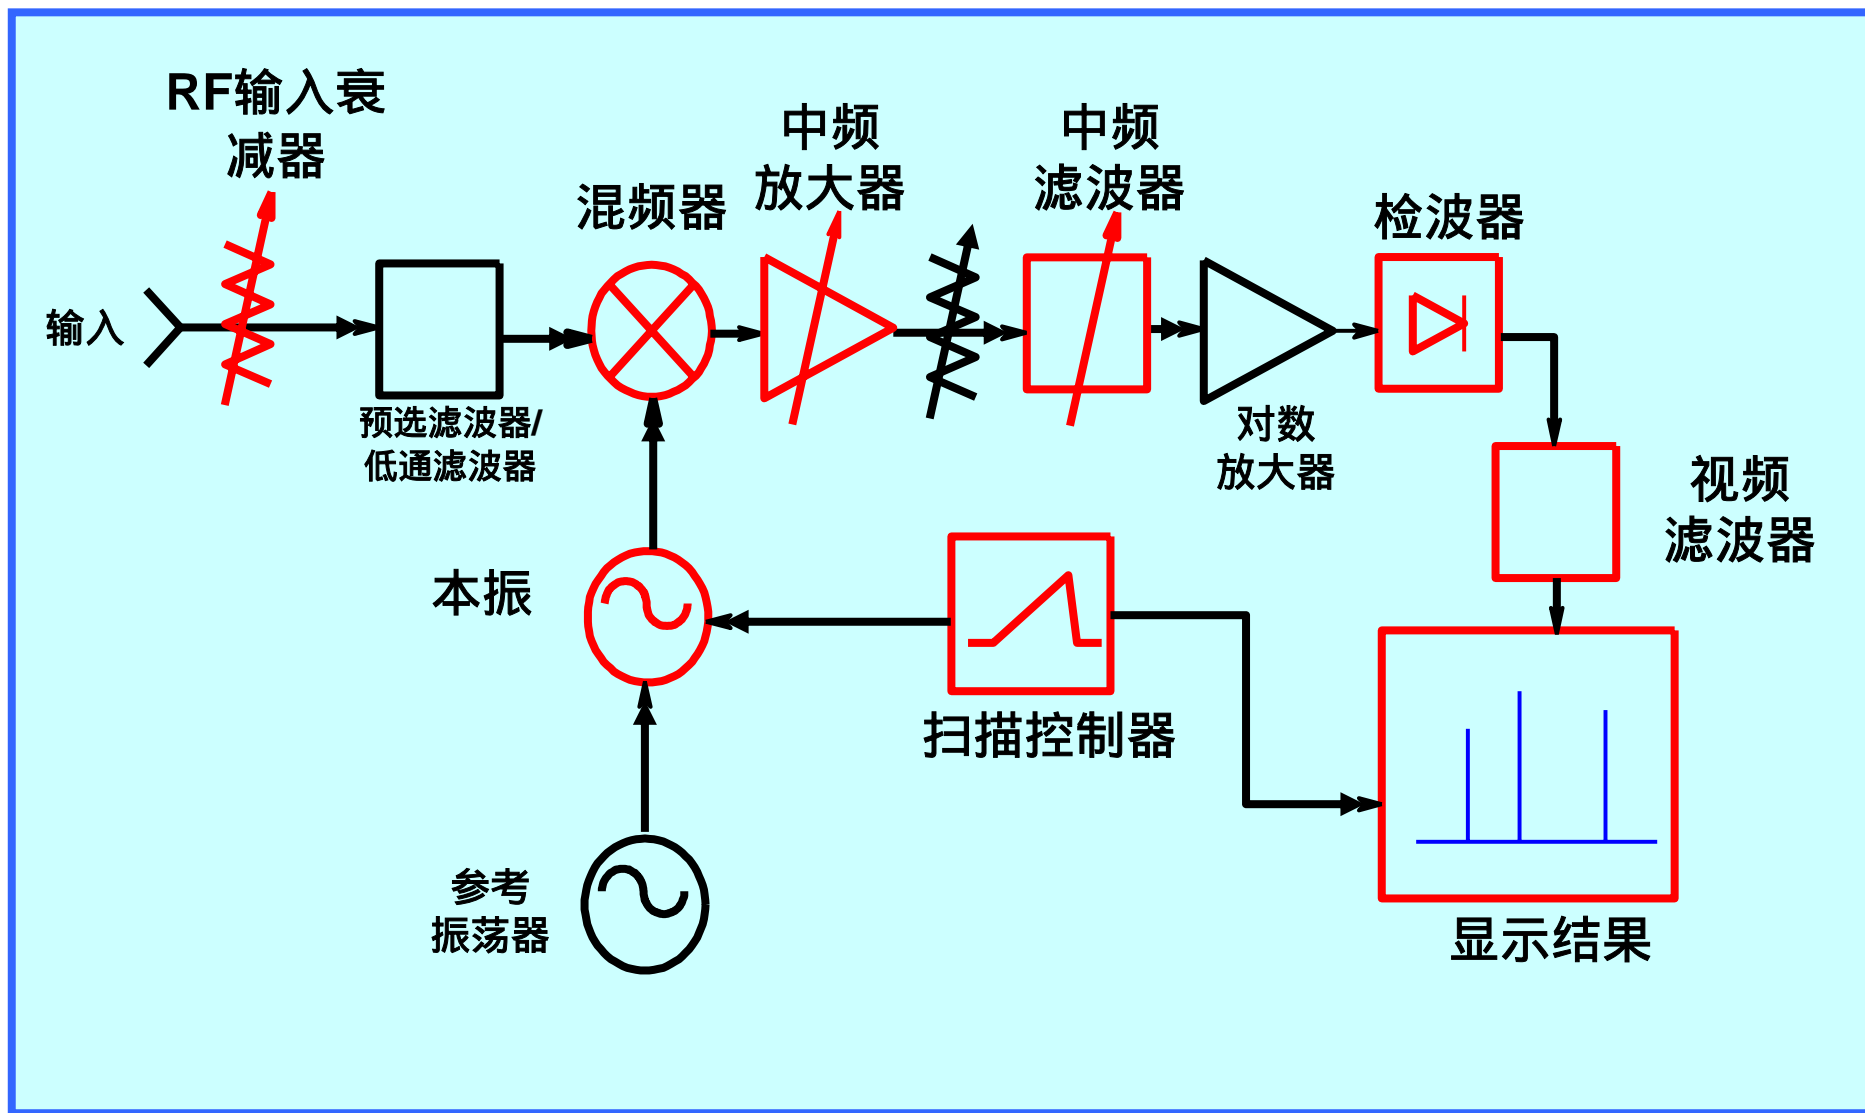 RF输入衰
减器
中频
放大器
中频
滤波器
混频器
检波器
输入
预选滤波器/
低通滤波器
对数
放大器
视频
滤波器
本振
扫描控制器
参考
振荡器
显示结果